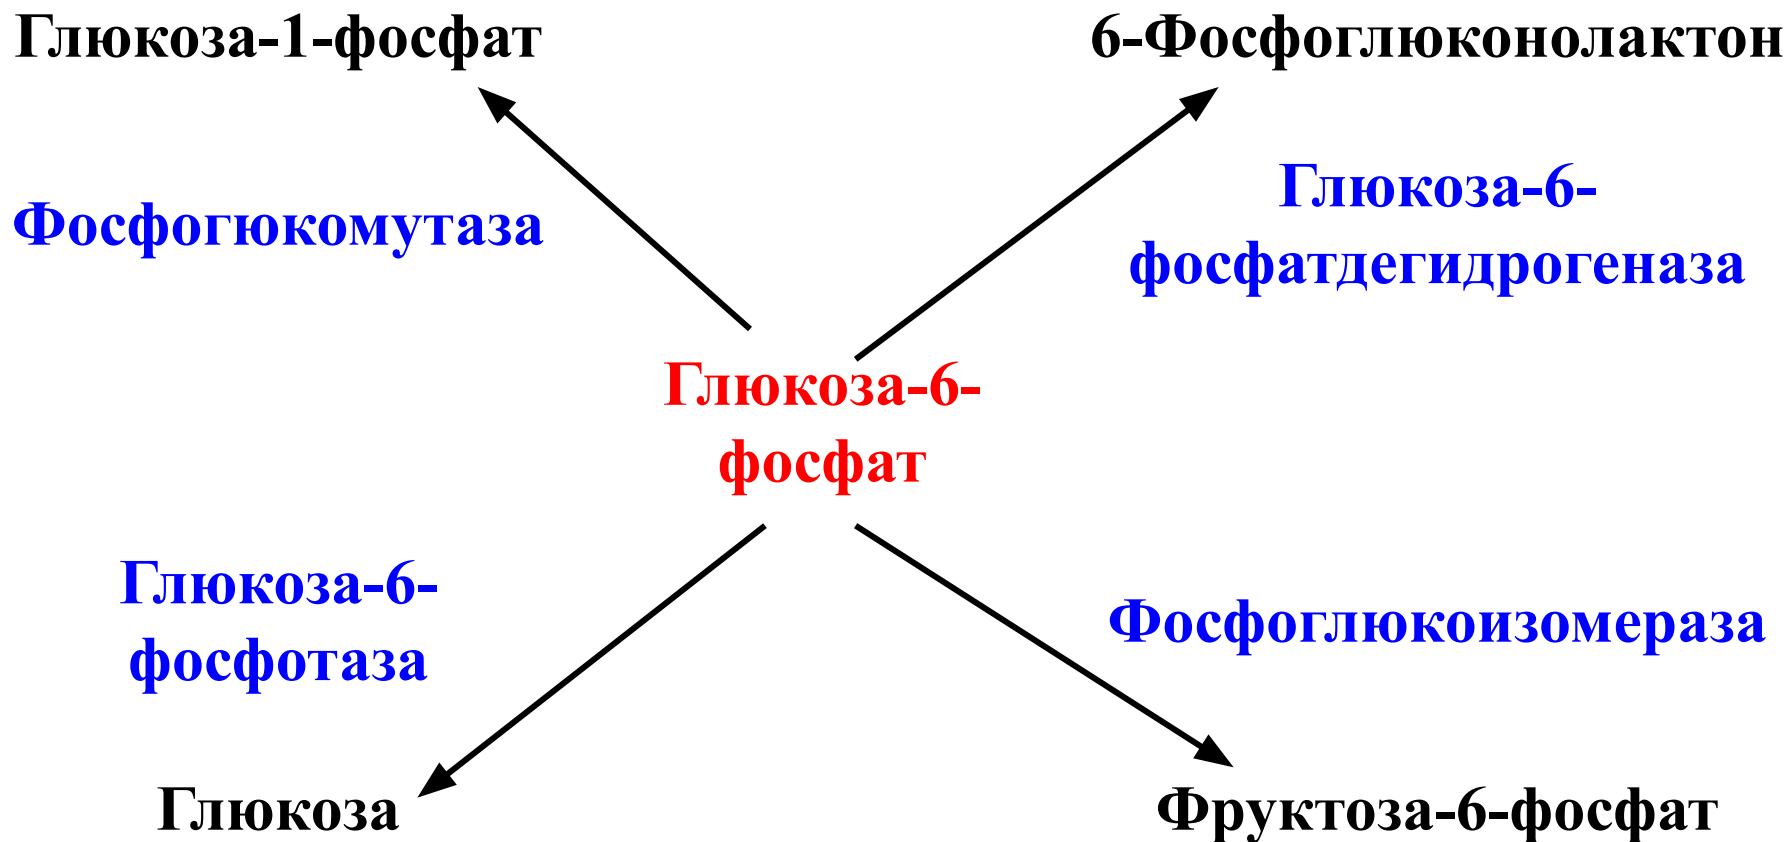 Глюкоза-1-фосфат
6-Фосфоглюконолактон
Фосфогюкомутаза
Глюкоза-6-
фосфатдегидрогеназа
Глюкоза-6-
фосфат
Глюкоза-6-
фосфотаза
Фосфоглюкоизомераза
Глюкоза
Фруктоза-6-фосфат